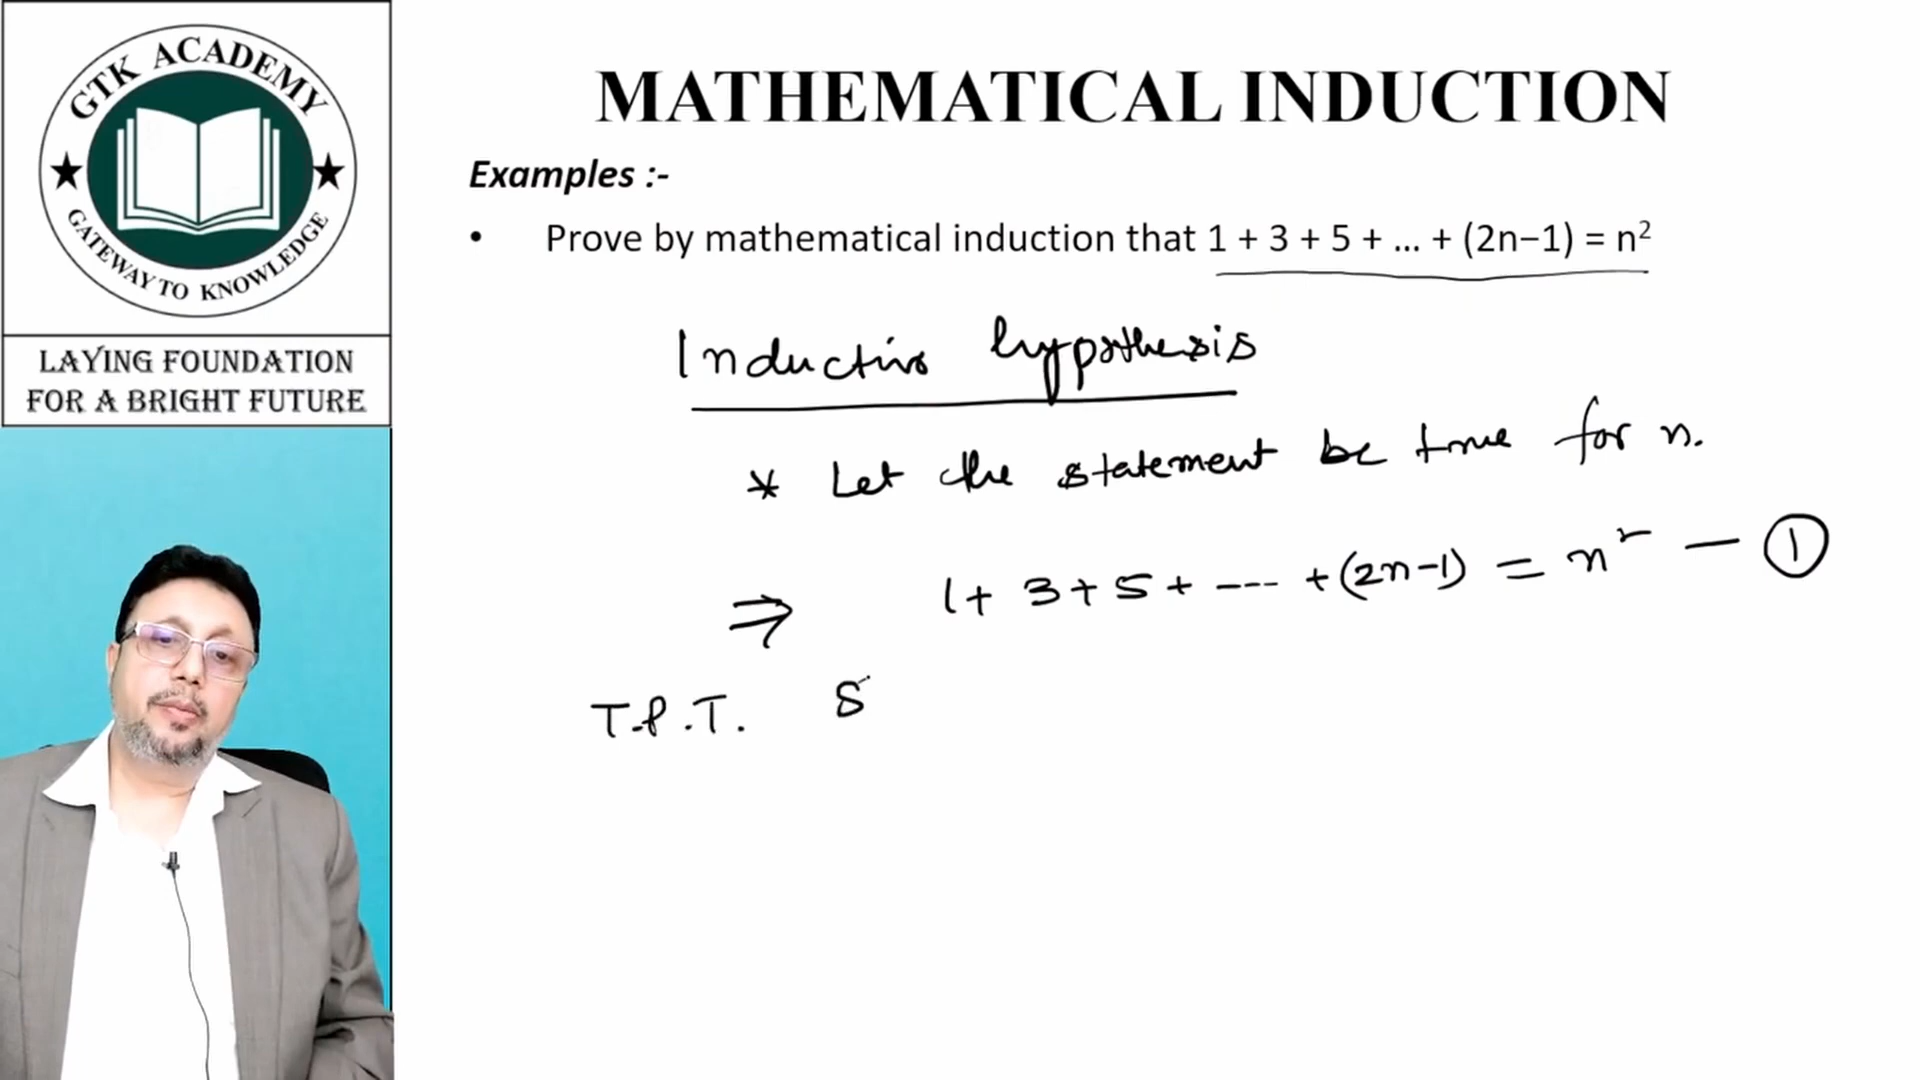 GTK ACADEMY
GATEWAY TO KNOWLEDGE
LAYING FOUNDATION
FOR A BRIGHT FUTURE
MATHEMATICAL INDUCTION
Examples :-
• Prove by mathematical induction that 1 + 3 + 5 + ... + (2n−1) = n²
Inductive hypothesis
* Let the statement be true for n.
⇒ 1 + 3 + 5 + ---- + (2n-1) = n² — ①
T.P.T. S